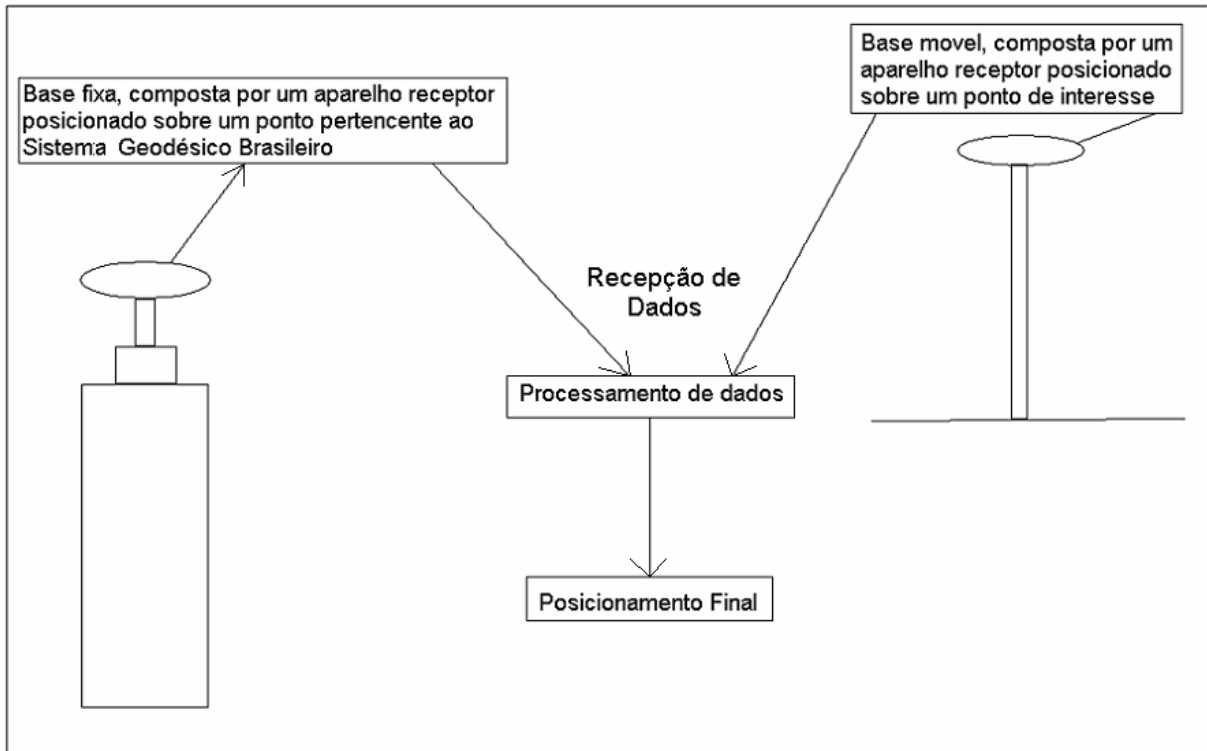 Base fixa, composta por um aparelho receptor
posicionado sobre um ponto pertencente ao
Sistema Geodésico Brasileiro
Base movel, composta por um
aparelho receptor posicionado
sobre um ponto de interesse
Recepção de
Dados
Processamento de dados
Posicionamento Final